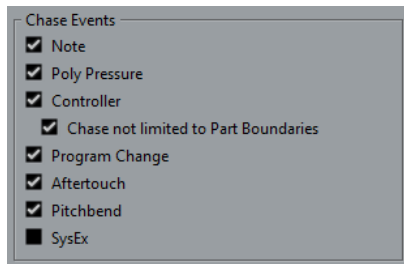 Chase Events
Note
Poly Pressure
Controller
Chase not limited to Part Boundaries
Program Change
Aftertouch
Pitchbend
SysEx